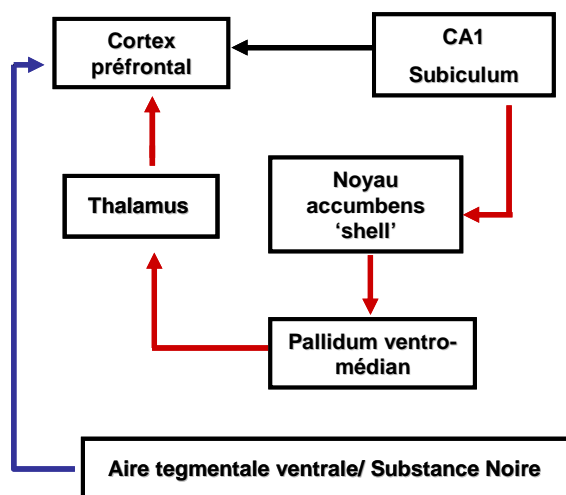 Cortex
préfrontal
CA1
Subiculum
Thalamus
Noyau
accumbens
‘shell’
Pallidum ventro-
médian
Aire tegmentale ventrale/ Substance Noire